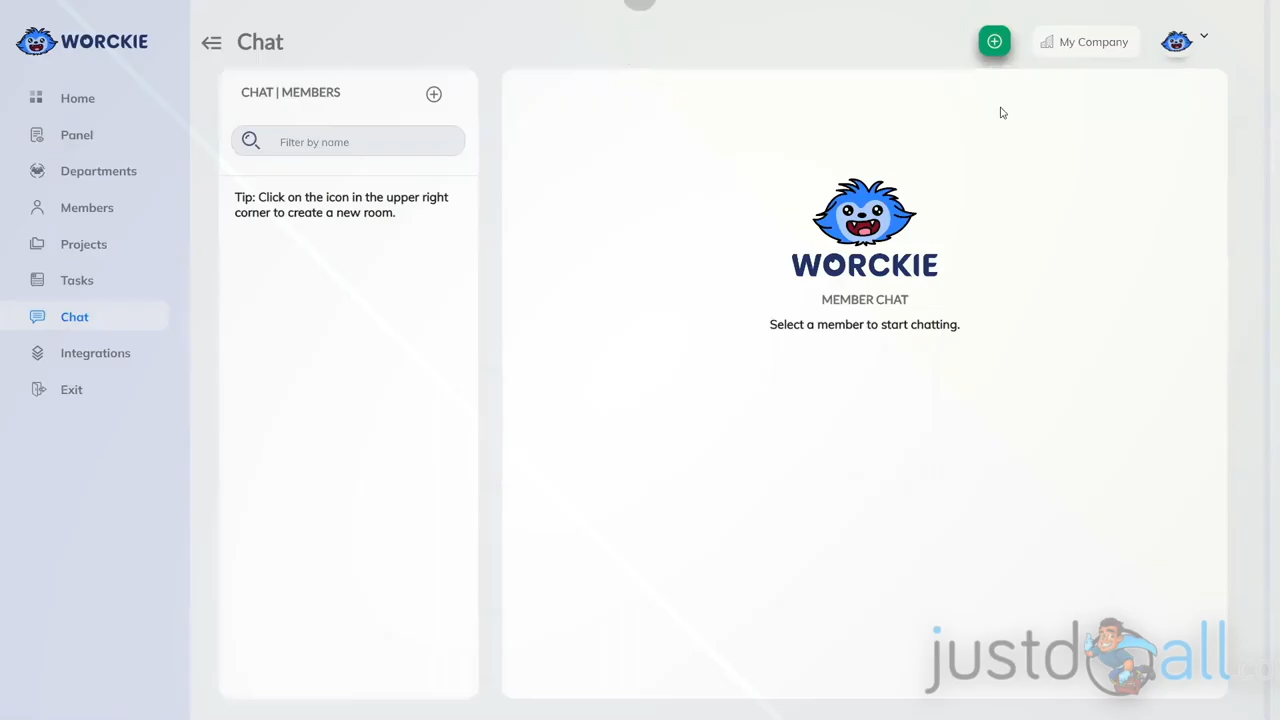 WORCKIE
Chat
My Company
Home
Panel
Departments
Members
Projects
Tasks
Chat
Integrations
Exit
CHAT | MEMBERS
Filter by name
Tip: Click on the icon in the upper right
corner to create a new room.
WORCKIE
MEMBER CHAT
Select a member to start chatting.
justdoall